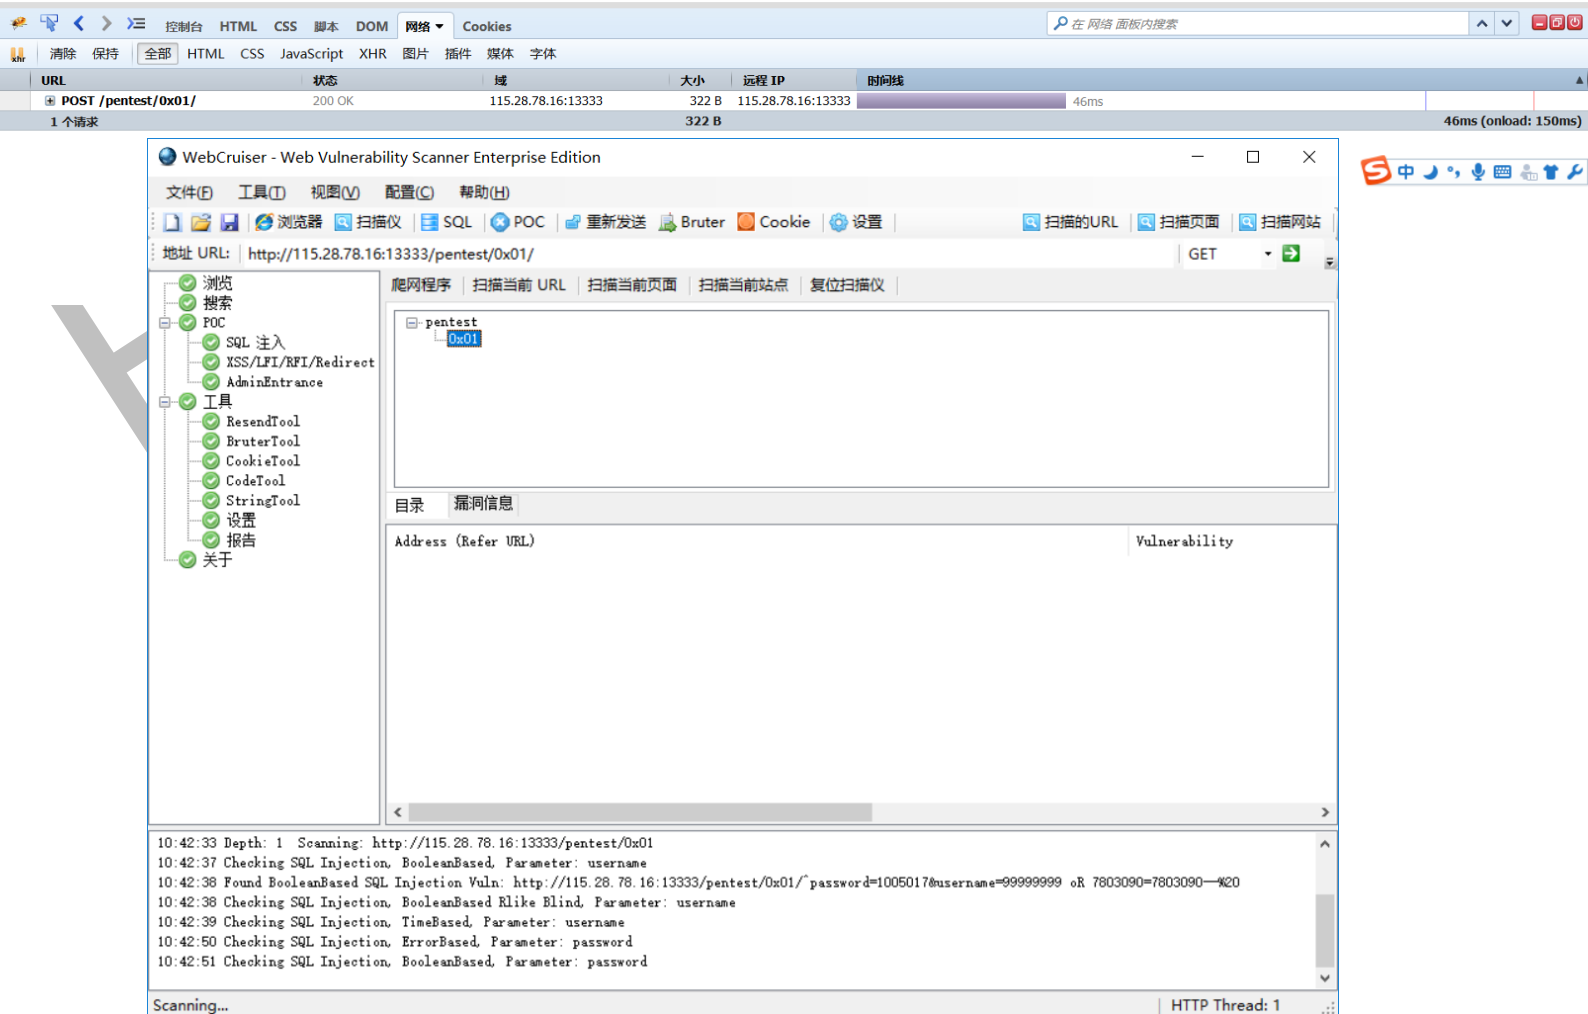 控制台 HTML CSS 脚本 DOM 网络 Cookies 在 网络 面板内搜索
清除 保持 全部 HTML CSS JavaScript XHR 图片 插件 媒体 字体
URL 状态 域 大小 远程 IP 时间线
POST /pentest/0x01/ 200 OK 115.28.78.16:13333 322 B 115.28.78.16:13333 46ms
1 个请求 322 B 46ms (onload: 150ms)
WebCruiser - Web Vulnerability Scanner Enterprise Edition
中
文件(F) 工具(T) 视图(V) 配置(C) 帮助(H)
浏览器 扫描仪 SQL POC 重新发送 Bruter Cookie 设置 扫描的URL 扫描页面 扫描网站
地址 URL: http://115.28.78.16:13333/pentest/0x01/ GET
爬网程序 扫描当前 URL 扫描当前页面 扫描当前站点 复位扫描仪
浏览
搜索
POC
SQL 注入
XSS/LFI/RFI/Redirect
AdminEntrance
工具
ResendTool
BruterTool
CookieTool
CodeTool
StringTool
设置
报告
关于
pentest
0x01
目录 漏洞信息
Address (Refer URL) Vulnerability
10:42:33 Depth: 1 Scanning: http://115.28.78.16:13333/pentest/0x01
10:42:37 Checking SQL Injection, BooleanBased, Parameter: username
10:42:38 Found BooleanBased SQL Injection Vuln: http://115.28.78.16:13333/pentest/0x01/^password=1005017&username=99999999 oR 7803090=7803090--%20
10:42:38 Checking SQL Injection, BooleanBased Rlike Blind, Parameter: username
10:42:39 Checking SQL Injection, TimeBased, Parameter: username
10:42:50 Checking SQL Injection, ErrorBased, Parameter: password
10:42:51 Checking SQL Injection, BooleanBased, Parameter: password
Scanning... HTTP Thread: 1